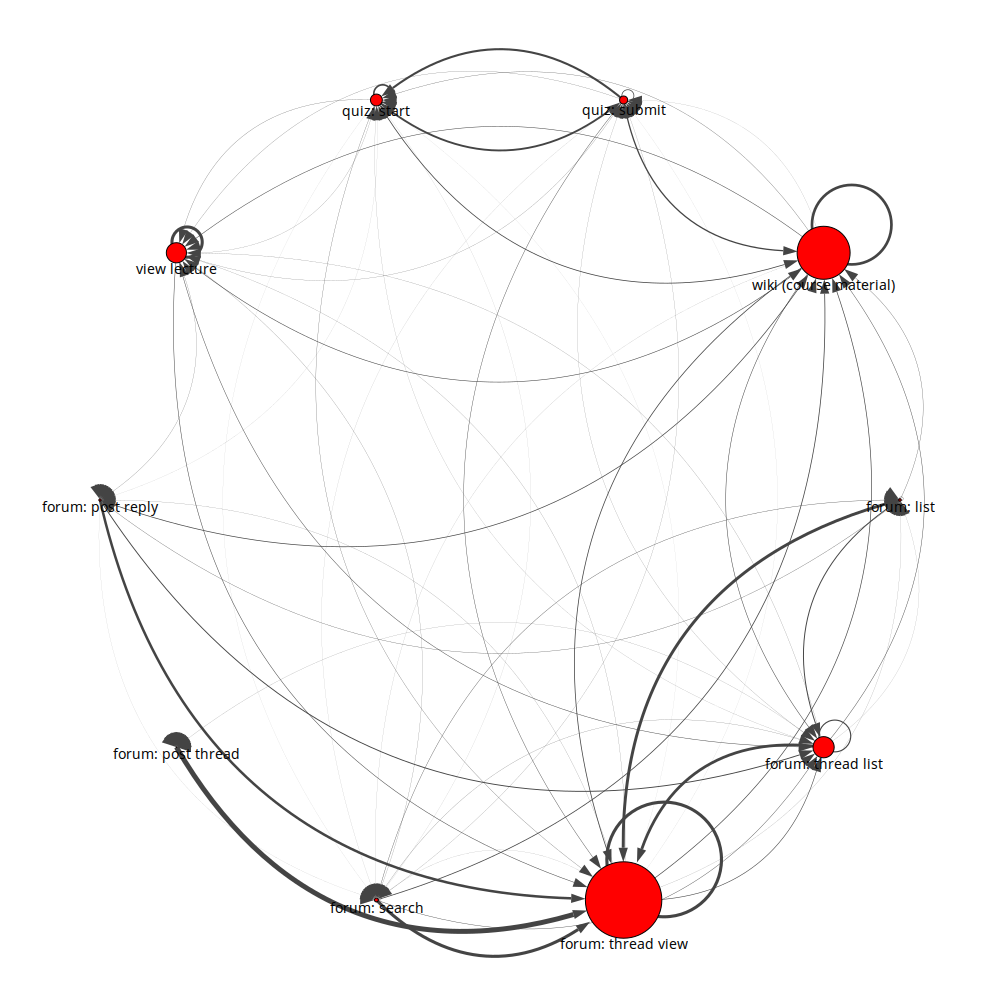 quiz: start
quiz: submit
view lecture
wiki (course material)
forum: post reply
forum: list
forum: post thread
forum: thread list
forum: search
forum: thread view